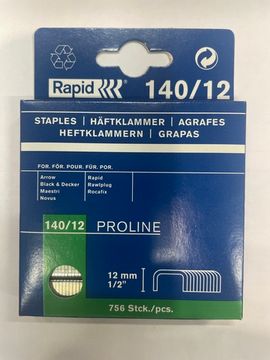 Rapid 140/12
STAPLES | HÄFTKLAMMER | AGRAFES
HEFTKLAMMERN | GRAPAS
FOR. FÖR. POUR. FÜR. POR.
Arrow Rapid
Black & Decker Rawlplug
Maestri Rocafix
Novus
140/12 PROLINE
12 mm
1/2"
756 Stck./pcs.